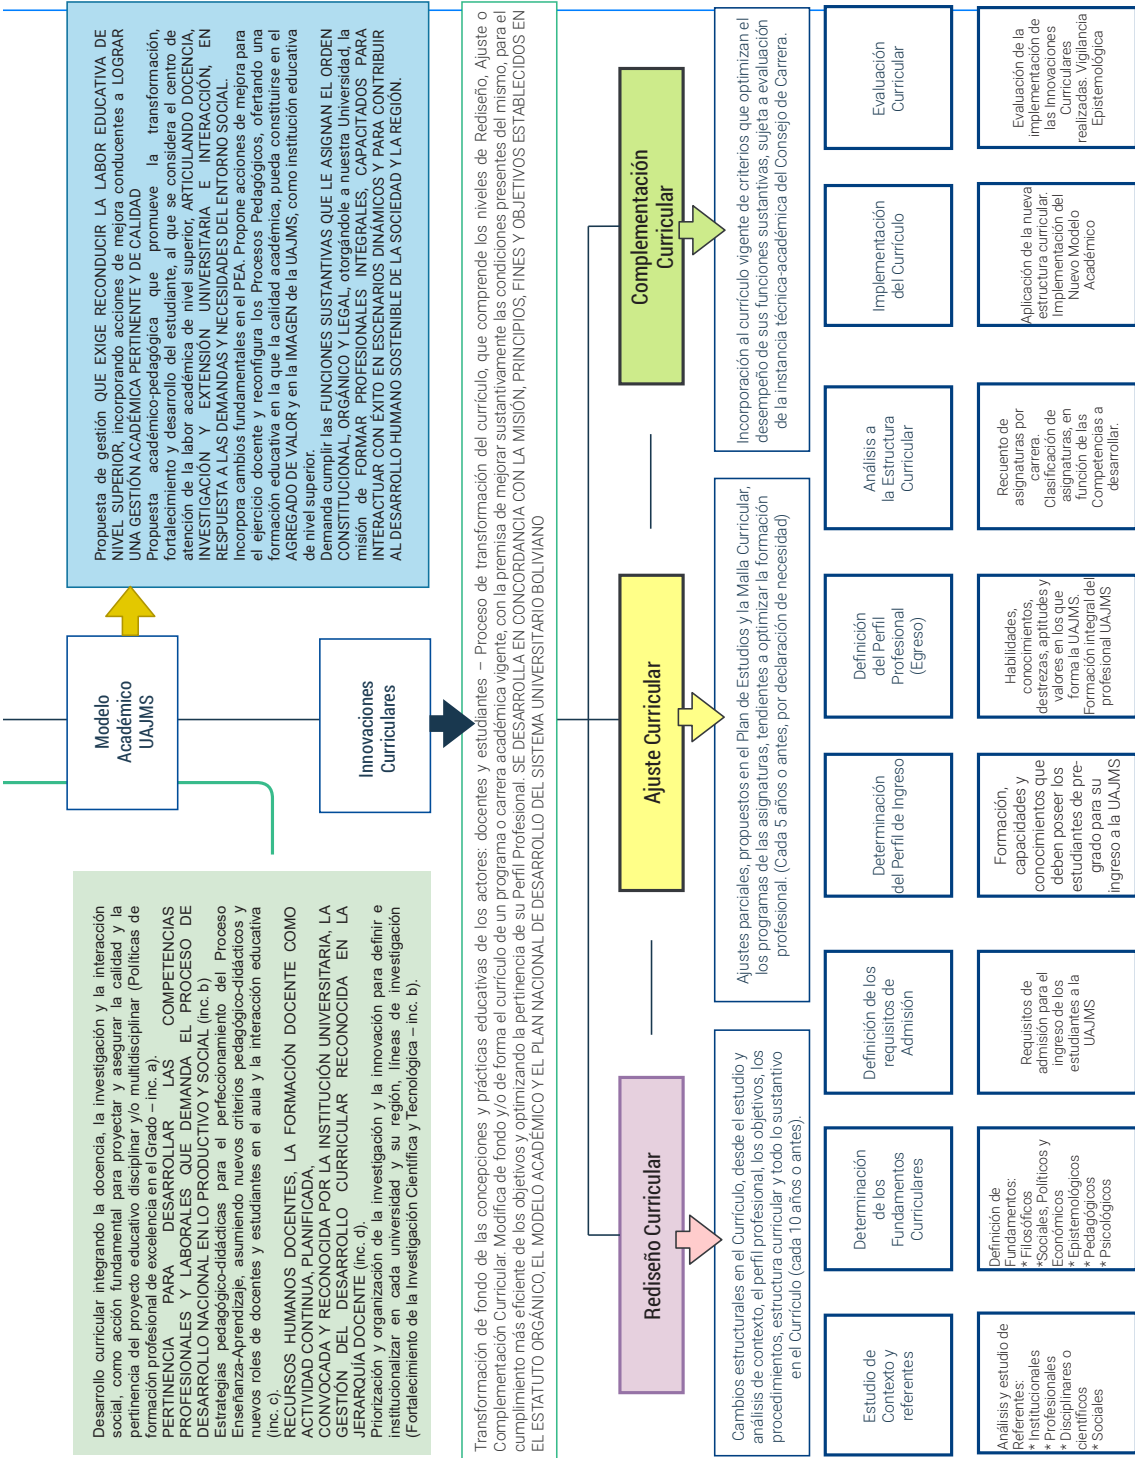 Desarrollo curricular integrando la docencia, la investigación y la interacción
social, como acción fundamental para proyectar y asegurar la calidad y la
pertinencia del proyecto educativo disciplinar y/o multidisciplinar (Políticas de
formación profesional de excelencia en el Grado – inc. a).
PERTINENCIA PARA DESARROLLAR LAS COMPETENCIAS
PROFESIONALES Y LABORALES QUE DEMANDA EL PROCESO DE
DESARROLLO NACIONAL EN LO PRODUCTIVO Y SOCIAL (inc. b)
Estrategias pedagógico-didácticas para el perfeccionamiento del Proceso
Enseñanza-Aprendizaje, asumiendo nuevos criterios pedagógico-didácticos y
nuevos roles de docentes y estudiantes en el aula y la interacción educativa
(inc. c).
RECURSOS HUMANOS DOCENTES, LA FORMACIÓN DOCENTE COMO
ACTIVIDAD CONTINUA, PLANIFICADA,
CONVOCADA Y RECONOCIDA POR LA INSTITUCIÓN UNIVERSITARIA, LA
GESTIÓN DEL DESARROLLO CURRICULAR RECONOCIDA EN LA
JERARQUÍA DOCENTE (inc. d).
Priorización y organización de la investigación y la innovación para definir e
institucionalizar en cada universidad y su región, líneas de investigación
(Fortalecimiento de la Investigación Científica y Tecnológica – inc. b).
Modelo
Académico
UAJMS
Propuesta de gestión QUE EXIGE RECONDUCIR LA LABOR EDUCATIVA DE
NIVEL SUPERIOR, incorporando acciones de mejora conducentes a LOGRAR
UNA GESTIÓN ACADÉMICA PERTINENTE Y DE CALIDAD
Propuesta académico-pedagógica que promueve la transformación,
fortalecimiento y desarrollo del estudiante, al que se considera el centro de
atención de la labor académica de nivel superior, ARTICULANDO DOCENCIA,
INVESTIGACIÓN Y EXTENSIÓN UNIVERSITARIA E INTERACCIÓN, EN
RESPUESTA A LAS DEMANDAS Y NECESIDADES DEL ENTORNO SOCIAL.
Incorpora cambios fundamentales en el PEA. Propone acciones de mejora para
el ejercicio docente y reconfigura los Procesos Pedagógicos, ofertando una
formación educativa en la que la calidad académica, pueda constituirse en el
AGREGADO DE VALOR y en la IMAGEN de la UAJMS, como institución educativa
de nivel superior.
Demanda cumplir las FUNCIONES SUSTANTIVAS QUE LE ASIGNAN EL ORDEN
CONSTITUCIONAL, ORGÁNICO Y LEGAL, otorgándole a nuestra Universidad, la
misión de FORMAR PROFESIONALES INTEGRALES, CAPACITADOS PARA
INTERACTUAR CON ÉXITO EN ESCENARIOS DINÁMICOS Y PARA CONTRIBUIR
AL DESARROLLO HUMANO SOSTENIBLE DE LA SOCIEDAD Y LA REGIÓN.
Innovaciones
Curriculares
Transformación de fondo de las concepciones y prácticas educativas de los actores: docentes y estudiantes – Proceso de transformación del currículo, que comprende los niveles de Rediseño, Ajuste o
Complementación Curricular. Modifica de fondo y/o de forma el currículo de un programa o carrera académica vigente, con la premisa de mejorar sustantivamente las condiciones presentes del mismo, para el
cumplimiento más eficiente de los objetivos y optimizando la pertinencia de su Perfil Profesional. SE DESARROLLA EN CONCORDANCIA CON LA MISIÓN, PRINCIPIOS, FINES Y OBJETIVOS ESTABLECIDOS EN
EL ESTATUTO ORGÁNICO, EL MODELO ACADÉMICO Y EL PLAN NACIONAL DE DESARROLLO DEL SISTEMA UNIVERSITARIO BOLIVIANO
Rediseño Curricular
Ajuste Curricular
Complementación
Curricular
Cambios estructurales en el Currículo, desde el estudio y
análisis de contexto, el perfil profesional, los objetivos, los
procedimientos, estructura curricular y todo lo sustantivo
en el Currículo (cada 10 años o antes).
Ajustes parciales, propuestos en el Plan de Estudios y la Malla Curricular,
los programas de las asignaturas, tendientes a optimizar la formación
profesional. (Cada 5 años o antes, por declaración de necesidad)
Incorporación al currículo vigente de criterios que optimizan el
desempeño de sus funciones sustantivas, sujeta a evaluación
de la instancia técnica-académica del Consejo de Carrera.
Estudio de
Contexto y
referentes
Determinación
de los
Fundamentos
Curriculares
Definición de los
requisitos de
Admisión
Determinación
del Perfil de Ingreso
Definición
del Perfil
Profesional
(Egreso)
Análisis a
la Estructura
Curricular
Implementación
del Currículo
Evaluación
Curricular
Análisis y estudio de
Referentes:
* Institucionales
* Profesionales
* Disciplinares o
científicos
* Sociales
Definición de
Fundamentos:
* Filosóficos
*Sociales, Políticos y
Económicos
* Epistemológicos
* Pedagógicos
* Psicológicos
Requisitos de
admisión para el
ingreso de los
estudiantes a la
UAJMS
Formación,
capacidades y
conocimientos que
deben poseer los
estudiantes de pre-
grado para su
ingreso a la UAJMS
Habilidades,
conocimientos,
destrezas, aptitudes y
valores en los que
forma la UAJMS.
Formación integral del
profesional UAJMS
Recuento de
asignaturas por
carrera.
Clasificación de
asignaturas, en
función de las
Competencias a
desarrollar.
Aplicación de la nueva
estructura curricular.
Implementación del
Nuevo Modelo
Académico
Evaluación de la
implementación de
las Innovaciones
Curriculares
realizadas. Vigilancia
Epistemológica